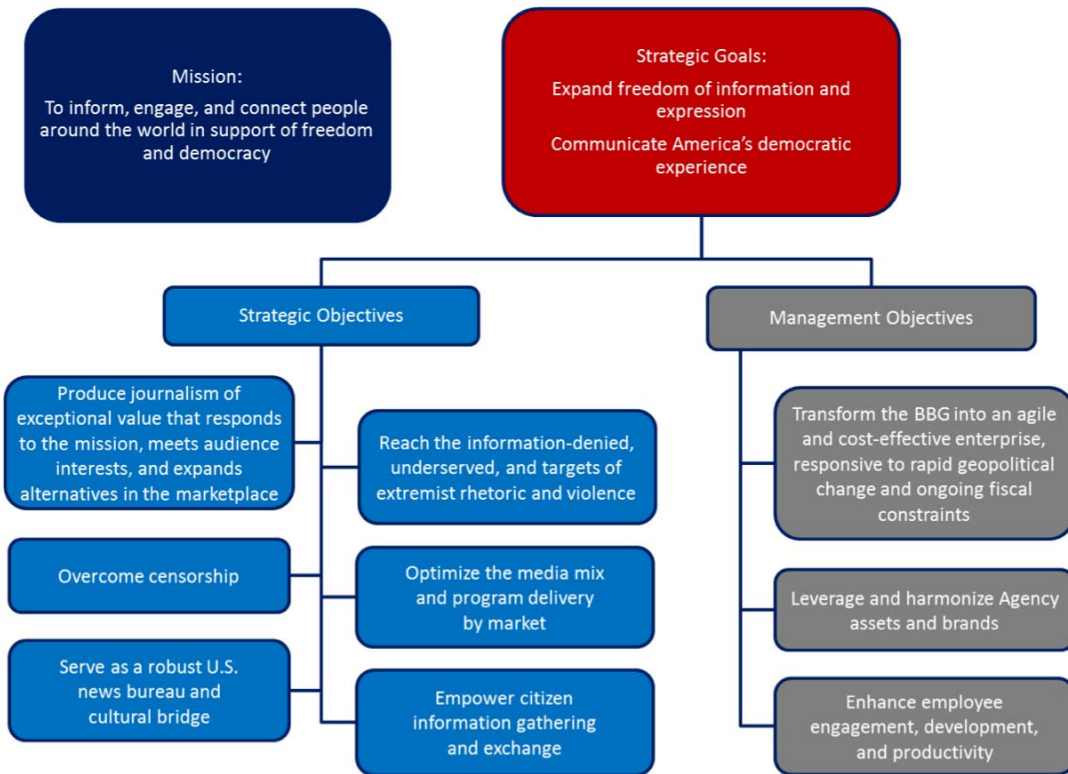 Mission:
To inform, engage, and connect people
around the world in support of freedom
and democracy
Strategic Goals:
Expand freedom of information and
expression
Communicate America's democratic
experience
Strategic Objectives
Management Objectives
Produce journalism of
exceptional value that responds
to the mission, meets audience
interests, and expands
alternatives in the marketplace
Reach the information-denied,
underserved, and targets of
extremist rhetoric and violence
Overcome censorship
Optimize the media mix
and program delivery
by market
Serve as a robust U.S.
news bureau and
cultural bridge
Empower citizen
information gathering
and exchange
Transform the BBG into an agile
and cost-effective enterprise,
responsive to rapid geopolitical
change and ongoing fiscal
constraints
Leverage and harmonize Agency
assets and brands
Enhance employee
engagement, development,
and productivity